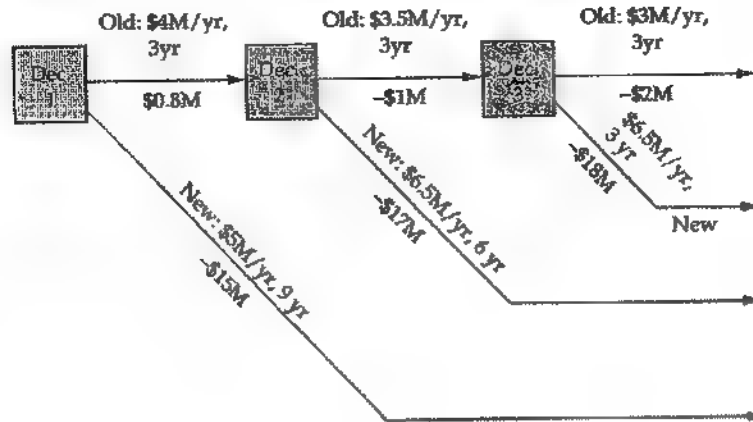 Old: $4M/yr,
3yr
Old: $3.5M/yr,
3yr
Old: $3M/yr,
3yr
Dec
1
$0.8M
Dec
–$1M
Dec
–$2M
$6.5M/yr,
3 yr
–$18M
New
New: $6.5M/yr, 6 yr
–$17M
New: $5M/yr, 9 yr
–$15M